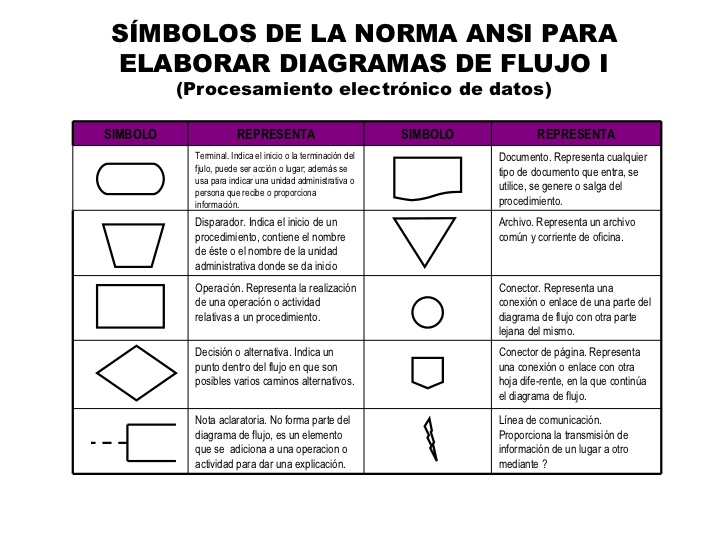 SÍMBOLOS DE LA NORMA ANSI PARA
ELABORAR DIAGRAMAS DE FLUJO I
(Procesamiento electrónico de datos)
SIMBOLO REPRESENTA SIMBOLO REPRESENTA
Terminal. Indica el inicio o la terminación del
fjulo, puede ser acción o lugar; además se
usa para indicar una unidad administrativa o
persona que recibe o proporciona
información.
Documento. Representa cualquier
tipo de documento que entra, se
utilice, se genere o salga del
procedimiento.
Disparador. Indica el inicio de un
procedimiento, contiene el nombre
de éste o el nombre de la unidad
administrativa donde se da inicio
Archivo. Representa un archivo
común y corriente de oficina.
Operación. Representa la realización
de una operación o actividad
relativas a un procedimiento.
Conector. Representa una
conexión o enlace de una parte del
diagrama de flujo con otra parte
lejana del mismo.
Decisión o alternativa. Indica un
punto dentro del flujo en que son
posibles varios caminos alternativos.
Conector de página. Representa
una conexión o enlace con otra
hoja dife-rente, en la que continúa
el diagrama de flujo.
Nota aclaratoria. No forma parte del
diagrama de flujo, es un elemento
que se adiciona a una operacion o
actividad para dar una explicación.
Línea de comunicación.
Proporciona la transmisión de
información de un lugar a otro
mediante ?